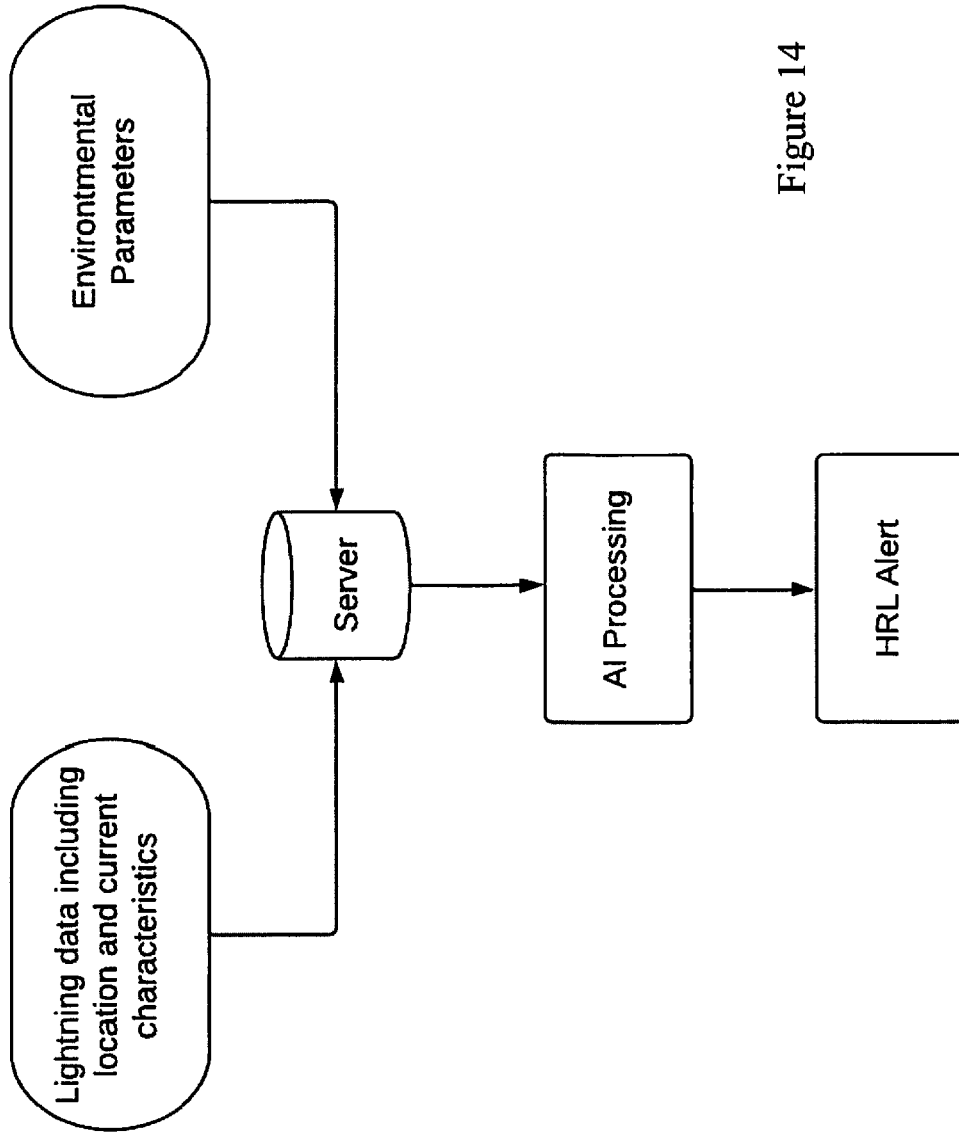 Lightning data including
location and current
characteristics
Environtmental
Parameters
Server
AI Processing
HRL Alert
Figure 14